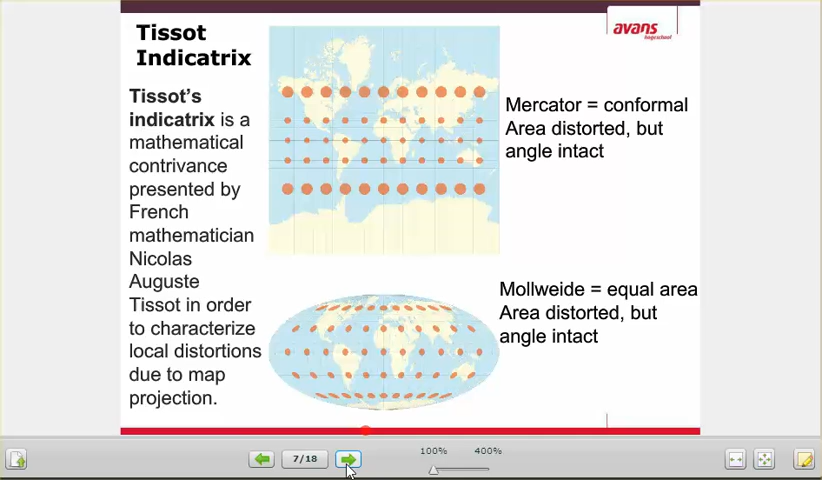 Tissot
Indicatrix
avans
hogeschool
Tissot's
indicatrix is a
mathematical
contrivance
presented by
French
mathematician
Nicolas
Auguste
Tissot in order
to characterize
local distortions
due to map
projection.
Mercator = conformal
Area distorted, but
angle intact
Mollweide = equal area
Area distorted, but
angle intact
7/18
100%
400%